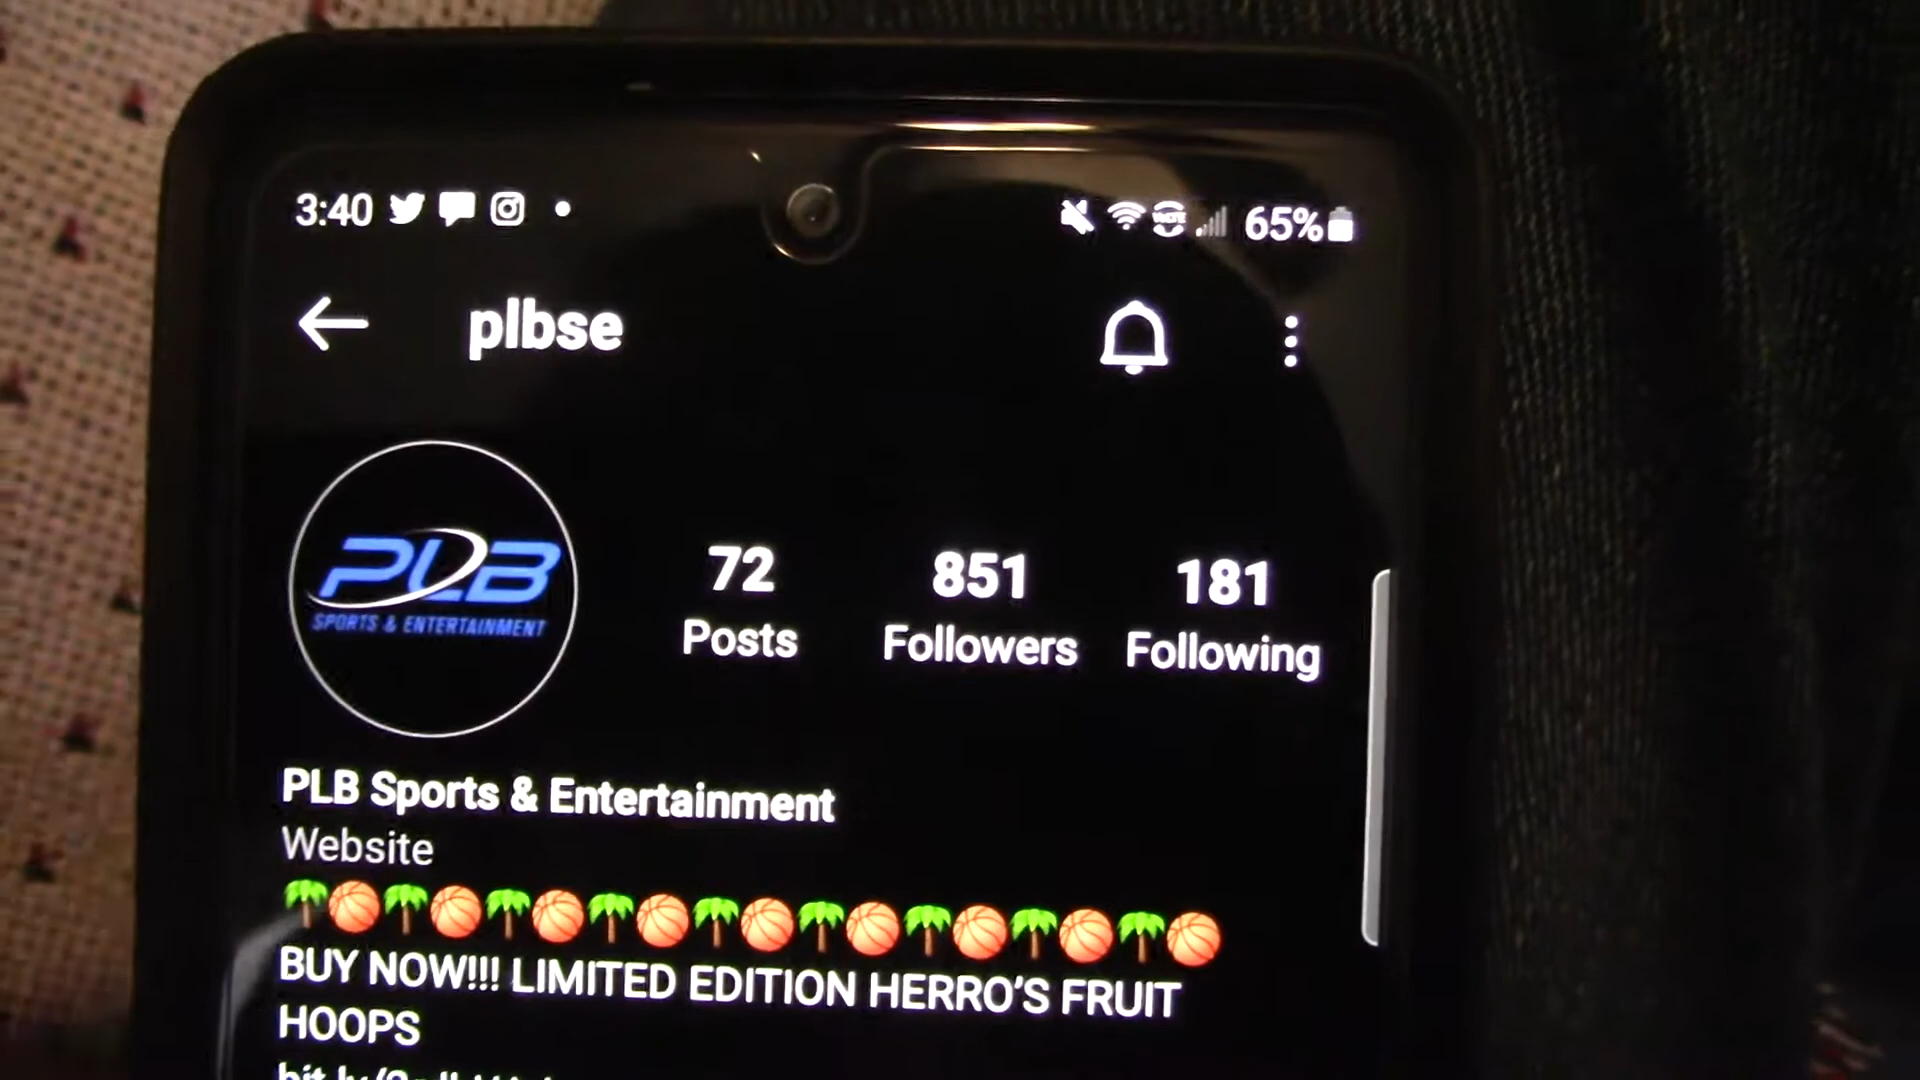 3:40 65%
plbse
PLB
SPORTS & ENTERTAINMENT
72 851 181
Posts Followers Following
PLB Sports & Entertainment
Website
🌴🏀🌴🏀🌴🏀🌴🏀🌴🏀🌴🏀🌴🏀🌴🏀🌴🏀
BUY NOW!!! LIMITED EDITION HERRO'S FRUIT
HOOPS